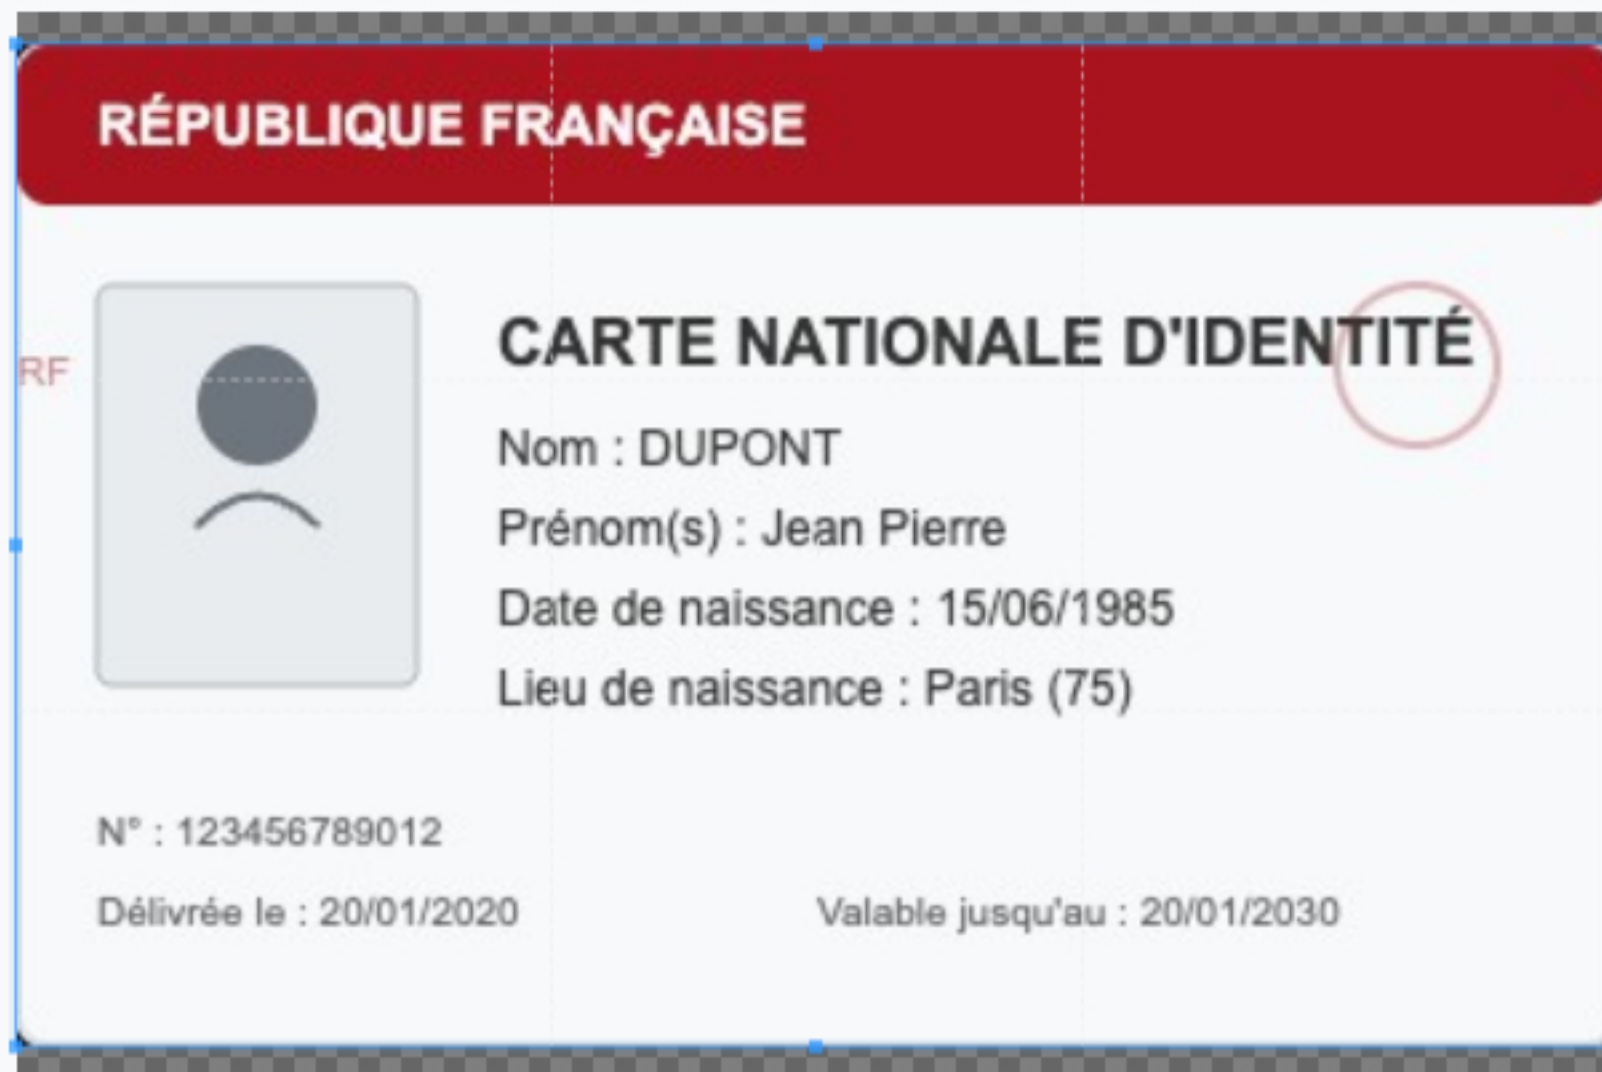 RÉPUBLIQUE FRANÇAISE
RF
CARTE NATIONALE D'IDENTITÉ
Nom : DUPONT
Prénom(s) : Jean Pierre
Date de naissance : 15/06/1985
Lieu de naissance : Paris (75)
N° : 123456789012
Délivrée le : 20/01/2020
Valable jusqu'au : 20/01/2030